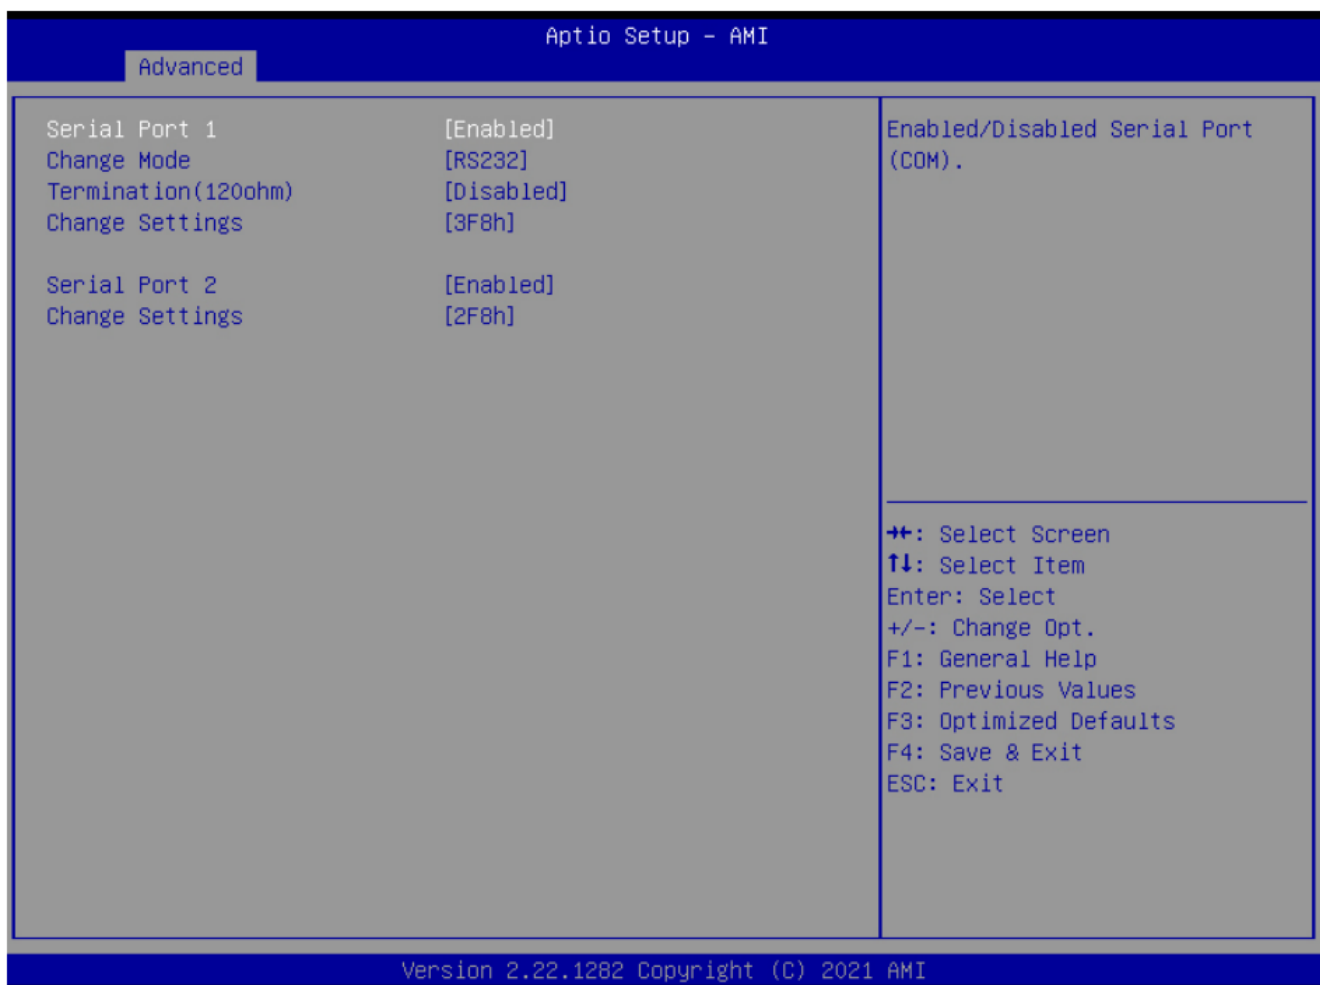 Aptio Setup - AMI
Advanced
Serial Port 1 [Enabled]
Change Mode [RS232]
Termination(120ohm) [Disabled]
Change Settings [3F8h]
Serial Port 2 [Enabled]
Change Settings [2F8h]
Enabled/Disabled Serial Port
(COM).
→←: Select Screen
↑↓: Select Item
Enter: Select
+/-: Change Opt.
F1: General Help
F2: Previous Values
F3: Optimized Defaults
F4: Save & Exit
ESC: Exit
Version 2.22.1282 Copyright (C) 2021 AMI